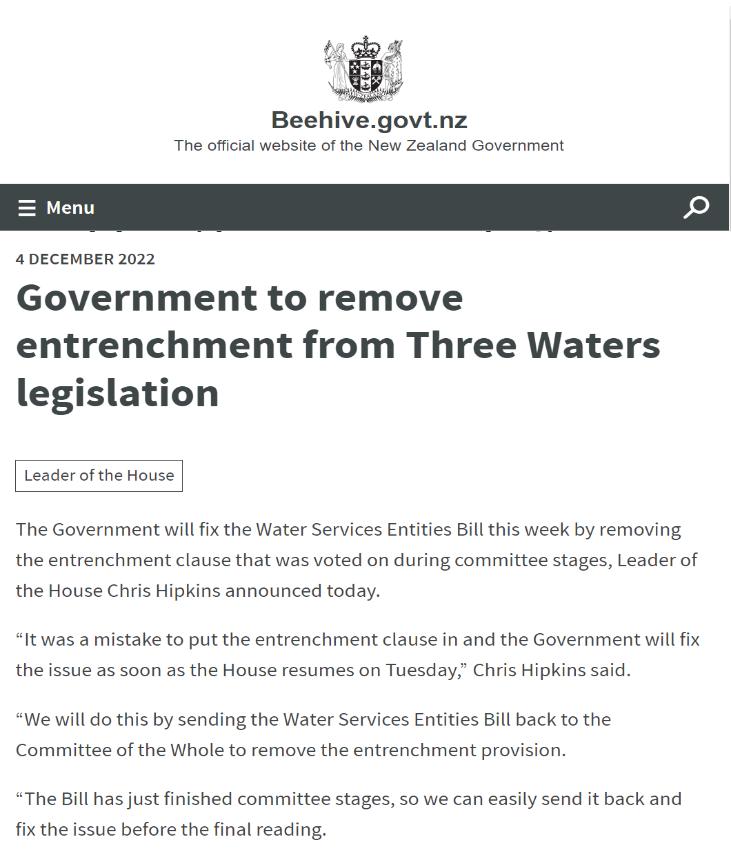 Beehive.govt.nz
The official website of the New Zealand Government
Menu
4 DECEMBER 2022
Government to remove
entrenchment from Three Waters
legislation
Leader of the House
The Government will fix the Water Services Entities Bill this week by removing
the entrenchment clause that was voted on during committee stages, Leader of
the House Chris Hipkins announced today.
“It was a mistake to put the entrenchment clause in and the Government will fix
the issue as soon as the House resumes on Tuesday,” Chris Hipkins said.
“We will do this by sending the Water Services Entities Bill back to the
Committee of the Whole to remove the entrenchment provision.
“The Bill has just finished committee stages, so we can easily send it back and
fix the issue before the final reading.